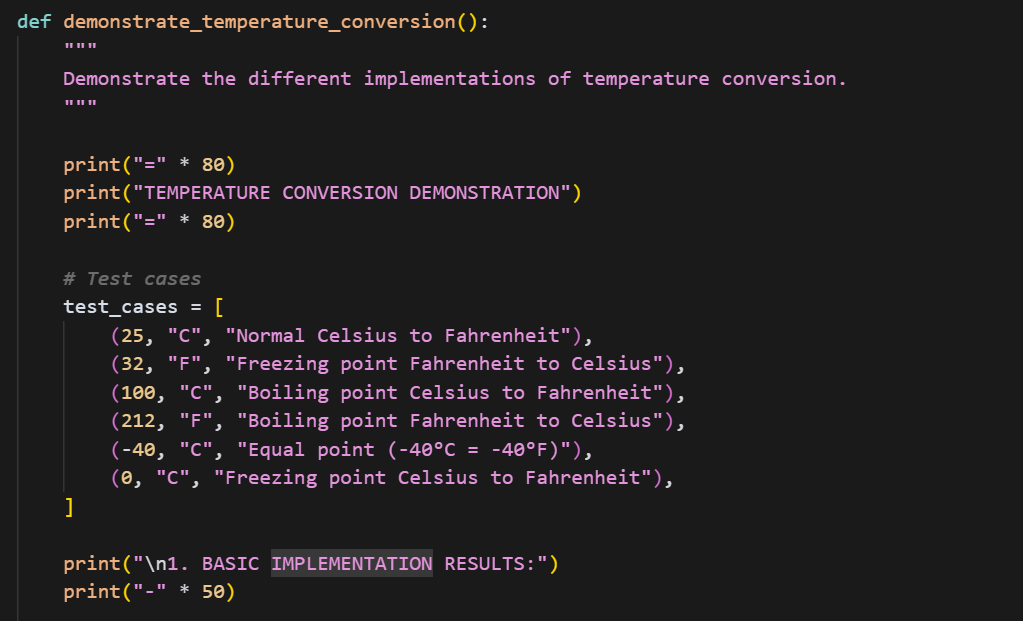 def demonstrate_temperature_conversion():
    """
    Demonstrate the different implementations of temperature conversion.
    """

    print("=" * 80)
    print("TEMPERATURE CONVERSION DEMONSTRATION")
    print("=" * 80)

    # Test cases
    test_cases = [
        (25, "C", "Normal Celsius to Fahrenheit"),
        (32, "F", "Freezing point Fahrenheit to Celsius"),
        (100, "C", "Boiling point Celsius to Fahrenheit"),
        (212, "F", "Boiling point Fahrenheit to Celsius"),
        (-40, "C", "Equal point (-40°C = -40°F)"),
        (0, "C", "Freezing point Celsius to Fahrenheit"),
    ]

    print("\n1. BASIC IMPLEMENTATION RESULTS:")
    print("-" * 50)